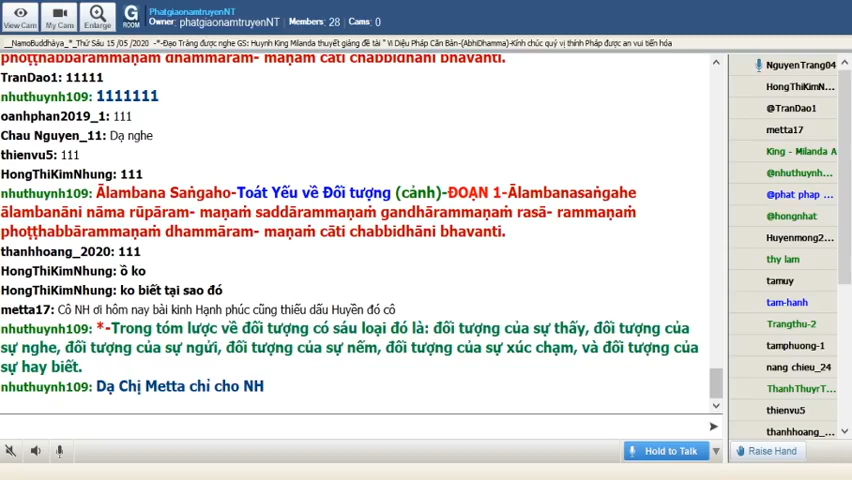 View Cam
My Cam
Enlarge
G
ROOM
PhatgiaonamtruyenNT
Owner: phatgiaonamtruyenNT | Members: 28 | Cams: 0
__NamoBuddhàya_*_Thứ Sáu 15 /05 /2020 -*-Đạo Tràng được nghe GS: Huynh King Milanda thuyết giảng đề tài " Vi Diệu Pháp Căn Bản-(AbhiDhamma)-Kính chúc quý vị thính Pháp được an vui tiến hóa
phoṭṭhabbārammaṇaṁ dhammāram- maṇaṁ cāti chabbidhāni bhavanti.
TranDao1: 11111
nhuthuynh109: 1111111
oanhphan2019_1: 111
Chau Nguyen_11: Dạ nghe
thienvu5: 111
HongThiKimNhung: 111
nhuthuynh109: Ālambana Saṅgaho-Toát Yếu về Đối tượng (cảnh)-ĐOẠN 1-Ālambanasaṅgahe
ālambanāni nāma rūpāram- maṇaṁ saddārammaṇaṁ gandhārammaṇaṁ rasā- rammaṇaṁ
phoṭṭhabbārammaṇaṁ dhammāram- maṇaṁ cāti chabbidhāni bhavanti.
thanhhoang_2020: 111
HongThiKimNhung: ồ ko
HongThiKimNhung: ko biết tại sao đó
metta17: Cô NH ơi hôm nay bài kinh Hạnh phúc cũng thiếu dấu Huyền đó cô
nhuthuynh109: *-Trong tóm lược về đối tượng có sáu loại đó là: đối tượng của sự thấy, đối tượng của
sự nghe, đối tượng của sự ngửi, đối tượng của sự nếm, đối tượng của sự xúc chạm, và đối tượng của
sự hay biết.
nhuthuynh109: Dạ Chị Metta chỉ cho NH
NguyenTrang04
HongThiKimN...
@TranDao1
metta17
King - Milanda A
@nhuthuynh...
@phat phap ...
@hongnhat
Huyenmong2...
thy lam
tamuy
tam-hanh
Trangthu-2
tamphuong-1
nang chieu_24
ThanhThuyrT...
thienvu5
thanhhoang_...
Hold to Talk
Raise Hand